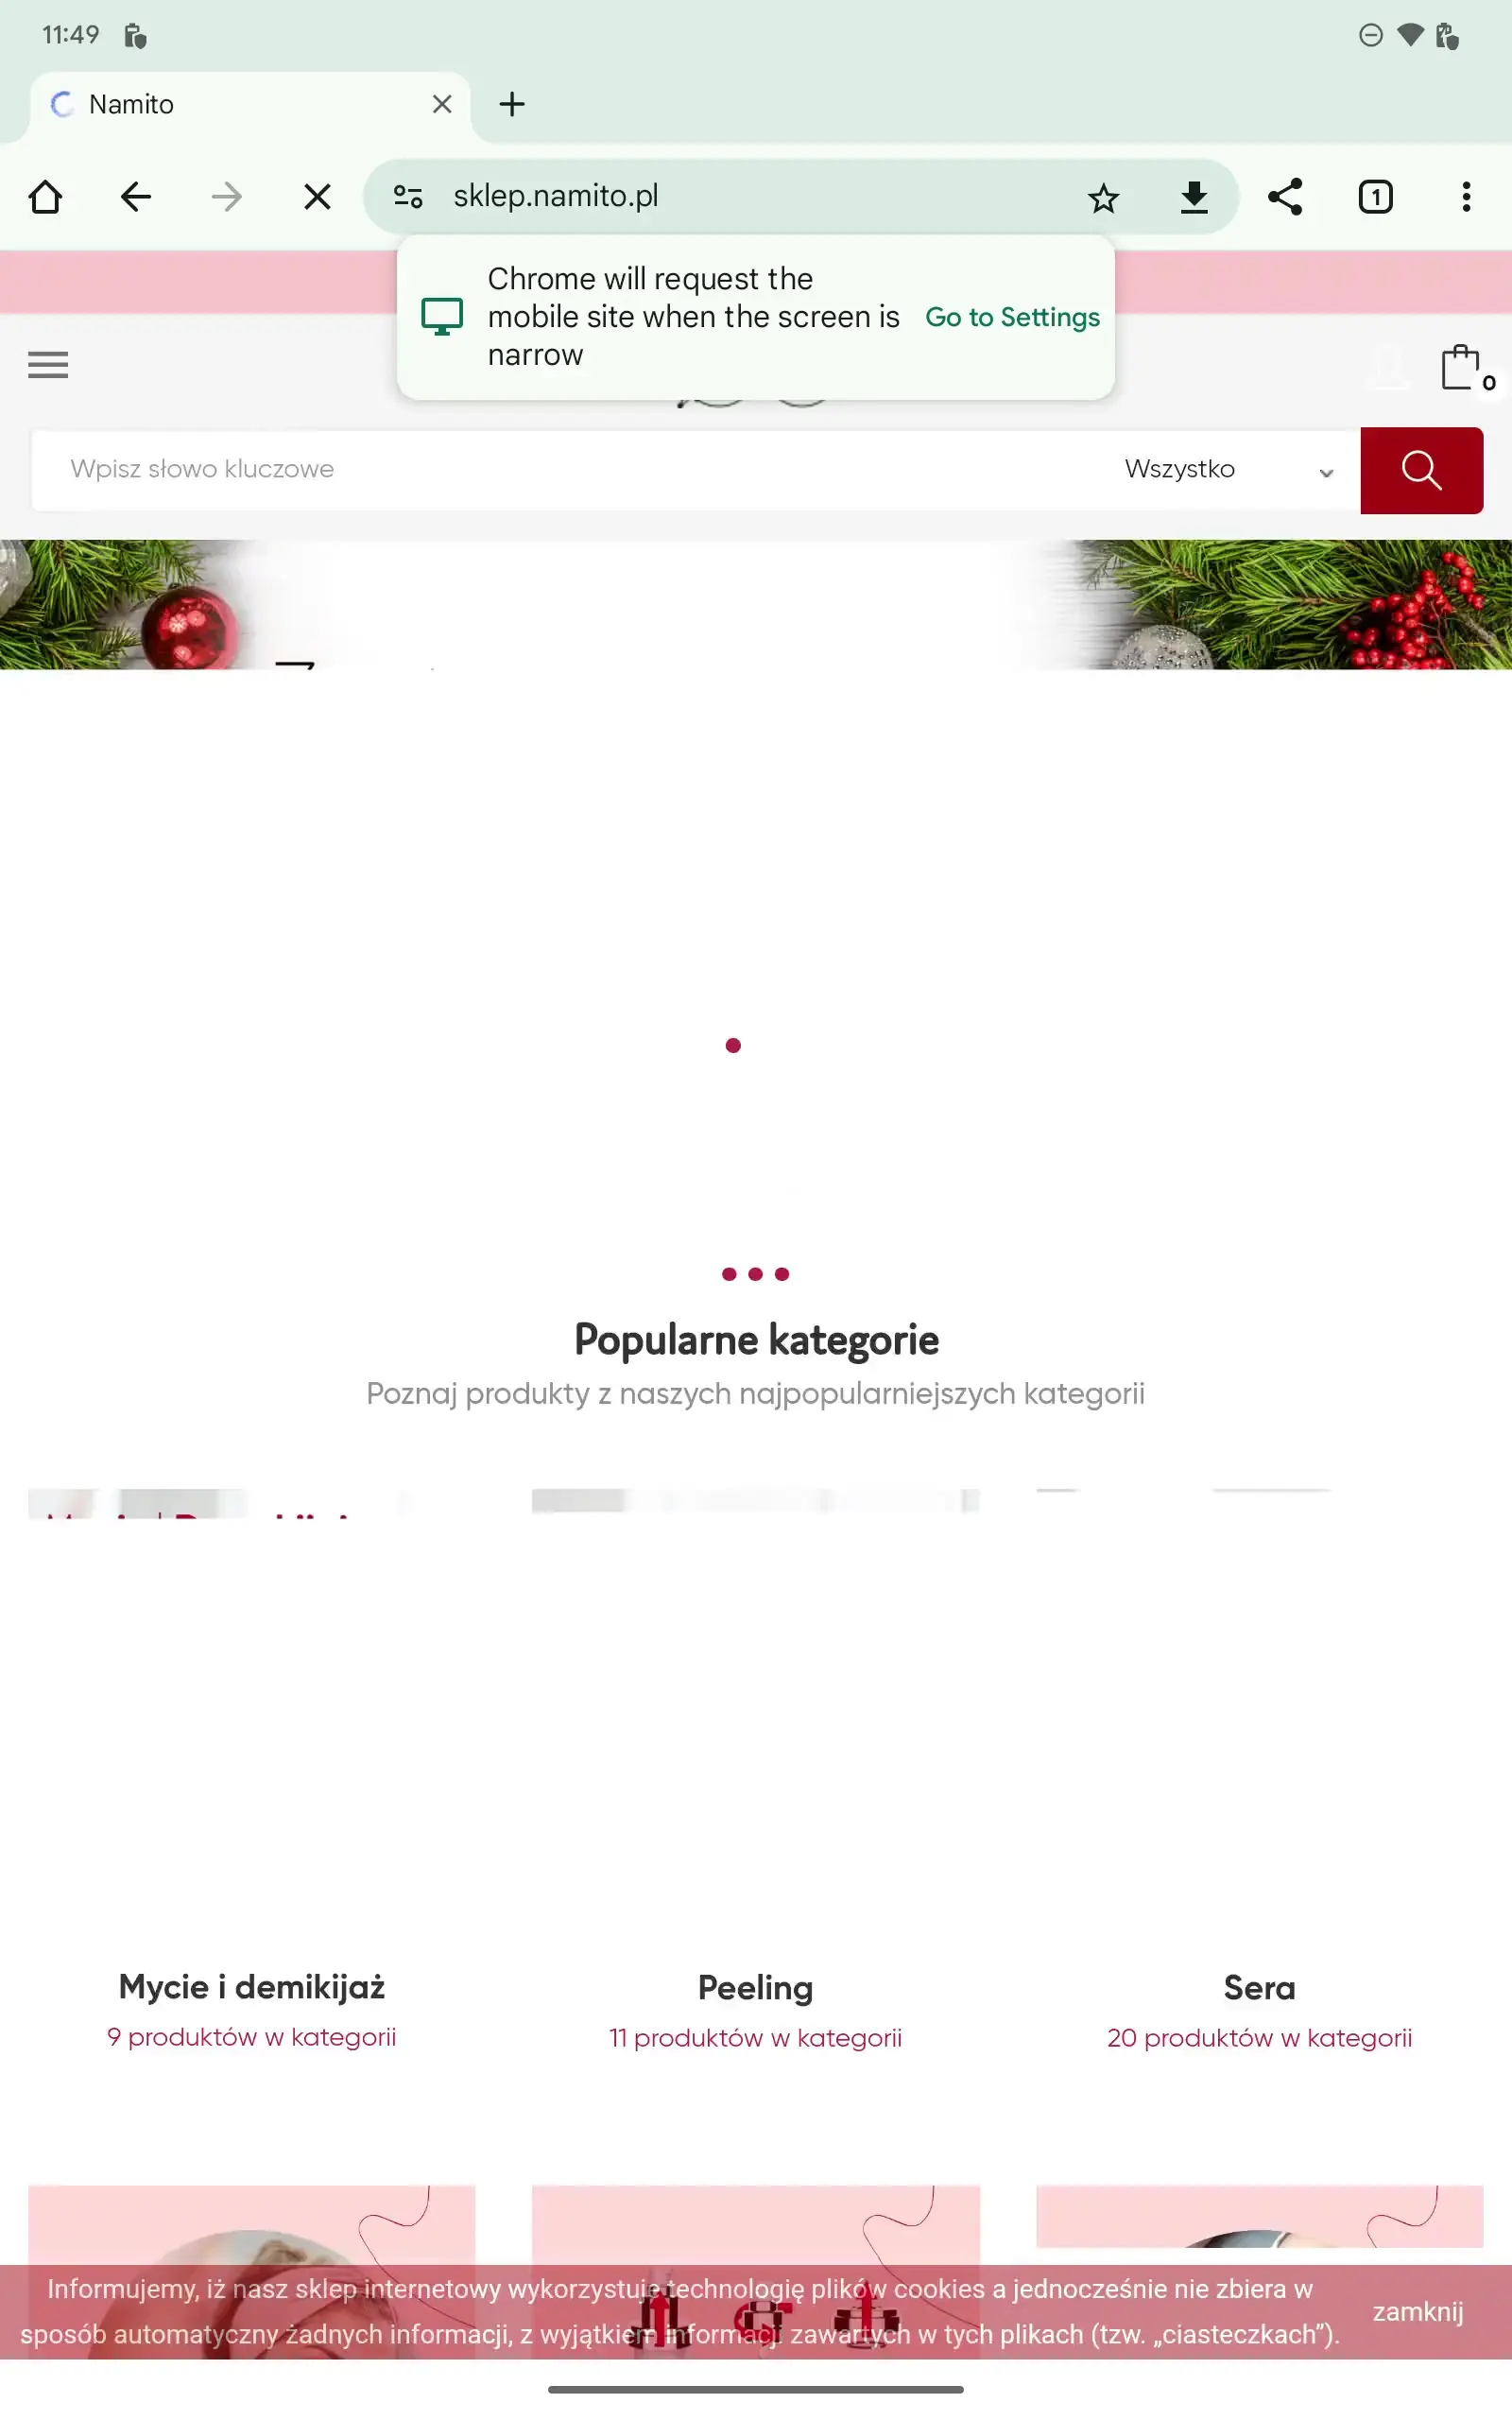 11:49
Namito
sklep.namito.pl
1
Chrome will request the
mobile site when the screen is
narrow
Go to Settings
0
Wpisz słowo kluczowe
Wszystko
Popularne kategorie
Poznaj produkty z naszych najpopularniejszych kategorii
Mycie i demikijaż
9 produktów w kategorii
Peeling
11 produktów w kategorii
Sera
20 produktów w kategorii
Informujemy, iż nasz sklep internetowy wykorzystuje technologię plików cookies a jednocześnie nie zbiera w
sposób automatyczny żadnych informacji, z wyjątkiem informacji zawartych w tych plikach (tzw. „ciasteczkach”).
zamknij